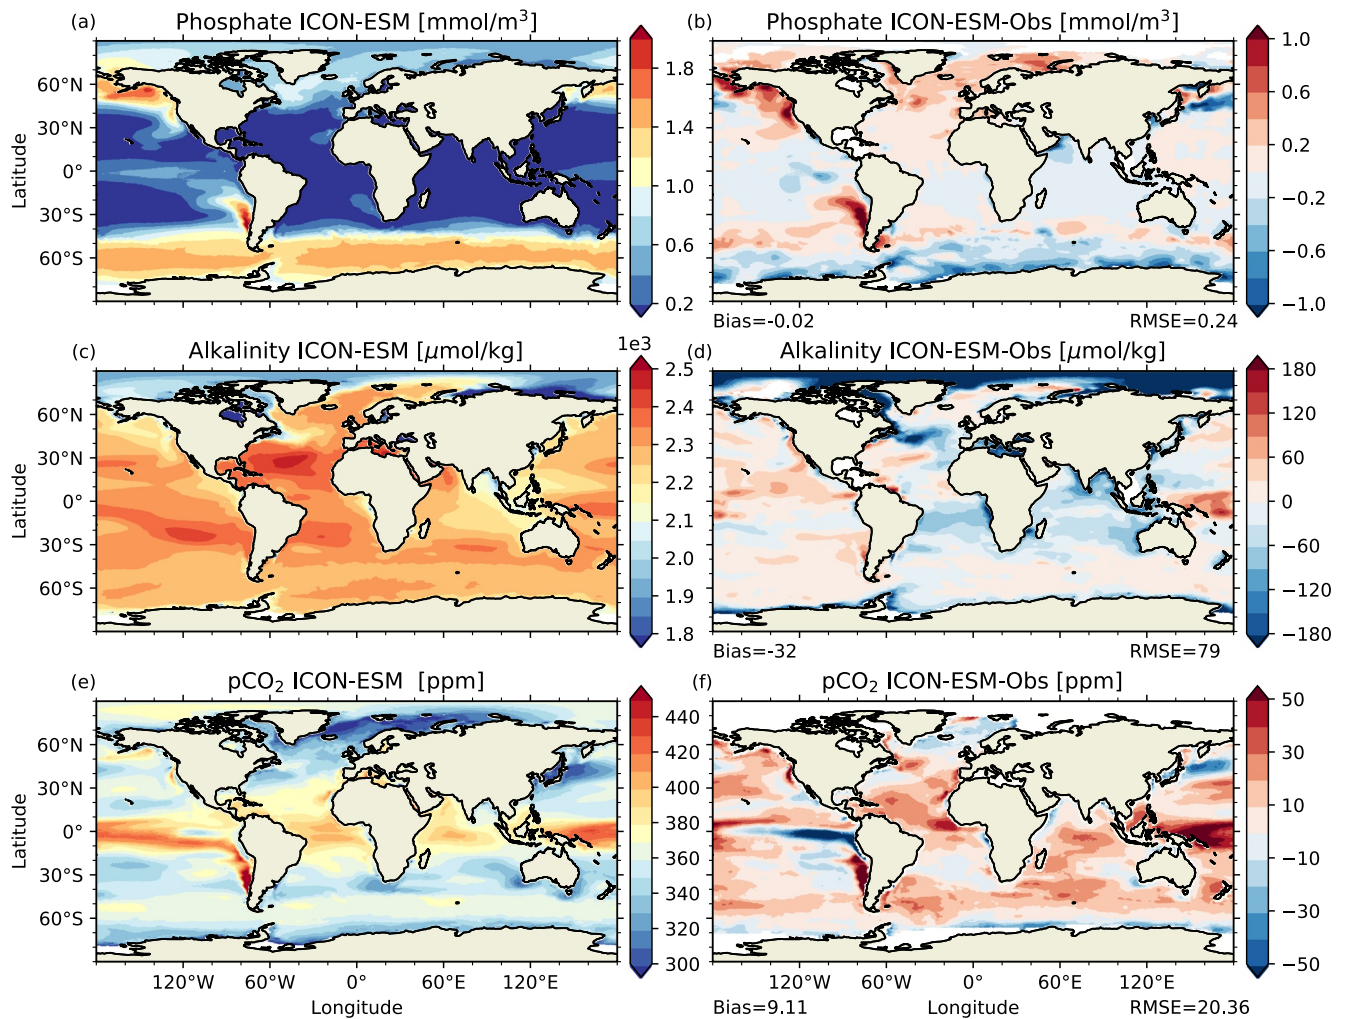 (a) Phosphate ICON-ESM [mmol/m³]
(b) Phosphate ICON-ESM-Obs [mmol/m³]
60°N
30°N
0°
30°S
60°S
Latitude
1.8
1.4
1.0
0.6
0.2
1.0
0.6
0.2
−0.2
−0.6
−1.0
Bias=-0.02
RMSE=0.24
(c) Alkalinity ICON-ESM [μmol/kg]
1e3
(d) Alkalinity ICON-ESM-Obs [μmol/kg]
60°N
30°N
0°
30°S
60°S
Latitude
2.5
2.4
2.3
2.2
2.1
2.0
1.9
1.8
180
120
60
0
−60
−120
−180
Bias=-32
RMSE=79
(e) pCO₂ ICON-ESM [ppm]
(f) pCO₂ ICON-ESM-Obs [ppm]
60°N
30°N
0°
30°S
60°S
Latitude
440
420
400
380
360
340
320
300
50
30
10
−10
−30
−50
120°W 60°W 0° 60°E 120°E
120°W 60°W 0° 60°E 120°E
Longitude
Bias=9.11
Longitude
RMSE=20.36